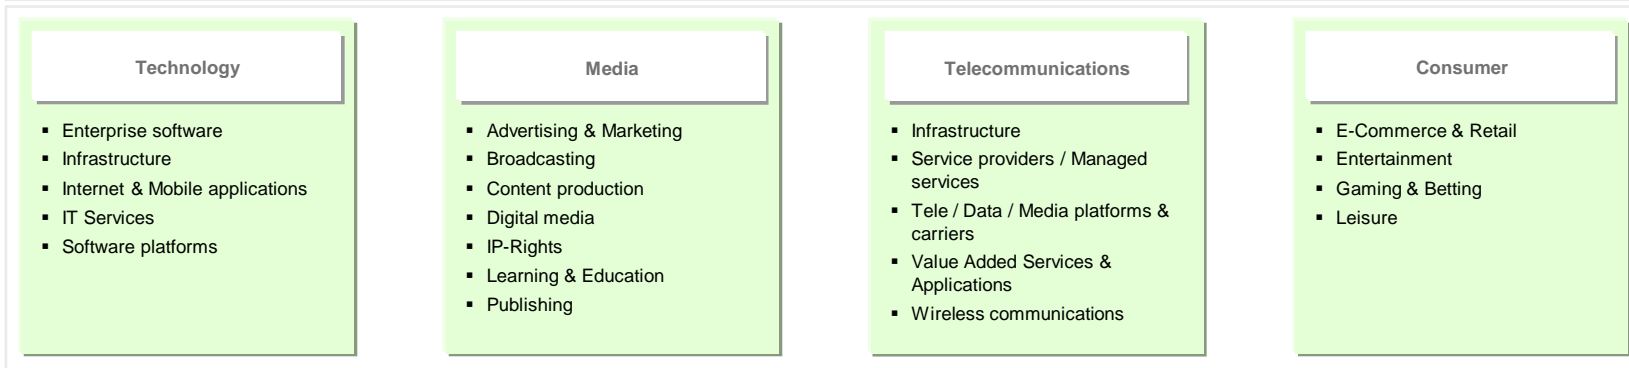 Technology
▪ Enterprise software
▪ Infrastructure
▪ Internet & Mobile applications
▪ IT Services
▪ Software platforms
Media
▪ Advertising & Marketing
▪ Broadcasting
▪ Content production
▪ Digital media
▪ IP-Rights
▪ Learning & Education
▪ Publishing
Telecommunications
▪ Infrastructure
▪ Service providers / Managed
services
▪ Tele / Data / Media platforms &
carriers
▪ Value Added Services &
Applications
▪ Wireless communications
Consumer
▪ E-Commerce & Retail
▪ Entertainment
▪ Gaming & Betting
▪ Leisure